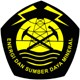 ENERGI DAN SUMBER DAYA MINERAL